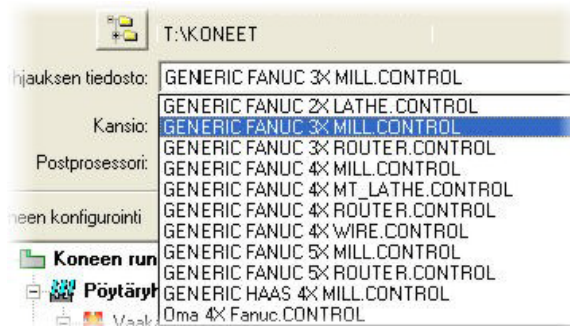 T:\KONEET
hjauksen tiedosto: GENERIC FANUC 3X MILL.CONTROL
GENERIC FANUC 2X LATHE.CONTROL
Kansio: GENERIC FANUC 3X MILL.CONTROL
GENERIC FANUC 3X ROUTER.CONTROL
Postprosessori: GENERIC FANUC 4X MILL.CONTROL
GENERIC FANUC 4X MT_LATHE.CONTROL
GENERIC FANUC 4X ROUTER.CONTROL
neen konfigurointi GENERIC FANUC 4X WIRE.CONTROL
GENERIC FANUC 5X MILL.CONTROL
Koneen run GENERIC FANUC 5X ROUTER.CONTROL
Pöytäryh GENERIC HAAS 4X MILL.CONTROL
Vaak Oma 4X Fanuc.CONTROL